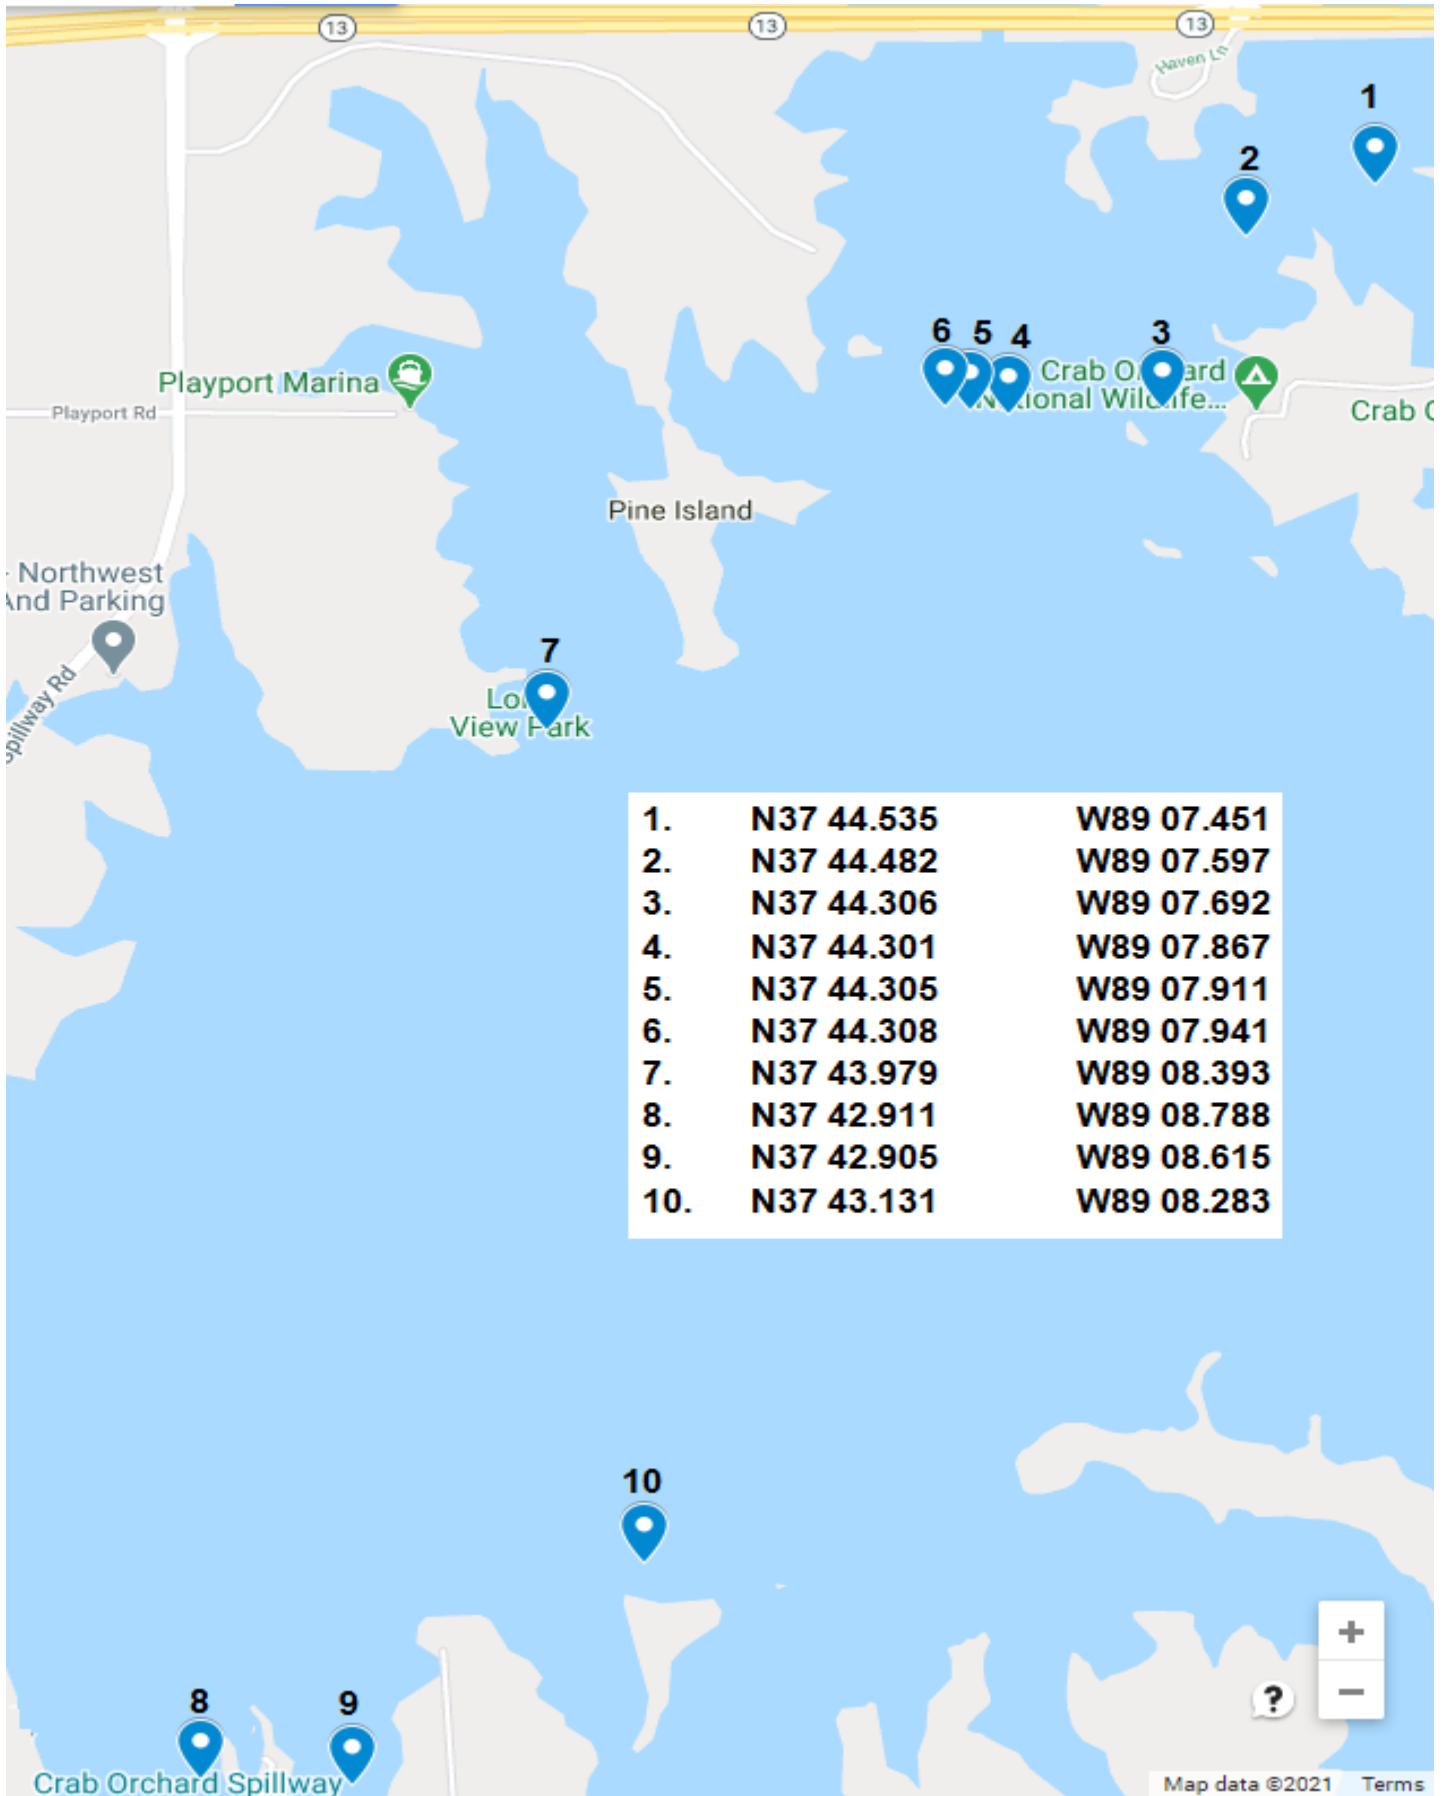 13
13
13
Haven Ln
1
2
6
5
4
3
Playport Marina
Crab O
ard
Playport Rd
Crab
Pine Island
Northwest
And Parking
7
View Park
Spillway Rd
1. N37 44.535 W89 07.451
2. N37 44.482 W89 07.597
3. N37 44.306 W89 07.692
4. N37 44.301 W89 07.867
5. N37 44.305 W89 07.911
6. N37 44.308 W89 07.941
7. N37 43.979 W89 08.393
8. N37 42.911 W89 08.788
9. N37 42.905 W89 08.615
10. N37 43.131 W89 08.283
10
+
?
−
8
9
Crab Orchard Spillway
Map data ©2021 Terms